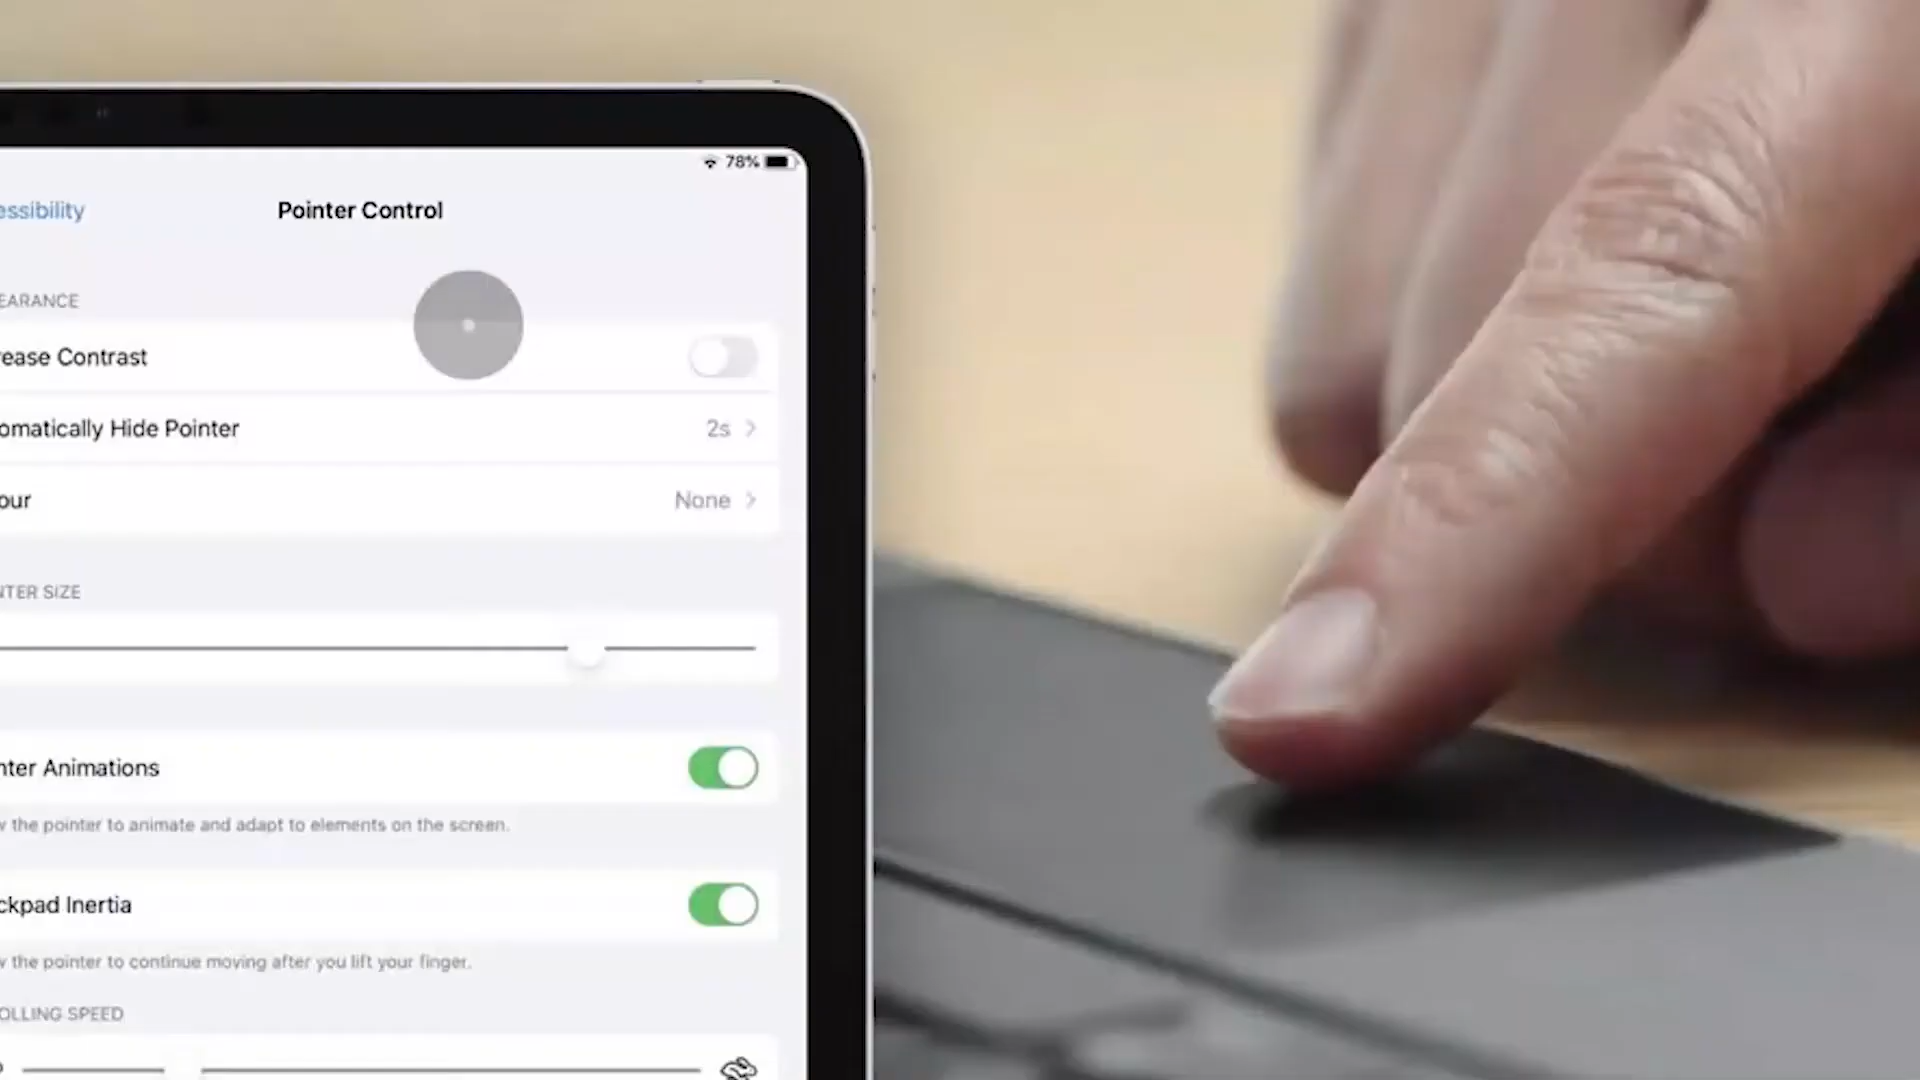 78%
essibility
Pointer Control
EARANCE
rease Contrast
omatically Hide Pointer 2s
our None
NTER SIZE
nter Animations
w the pointer to animate and adapt to elements on the screen.
ckpad Inertia
w the pointer to continue moving after you lift your finger.
OLLING SPEED